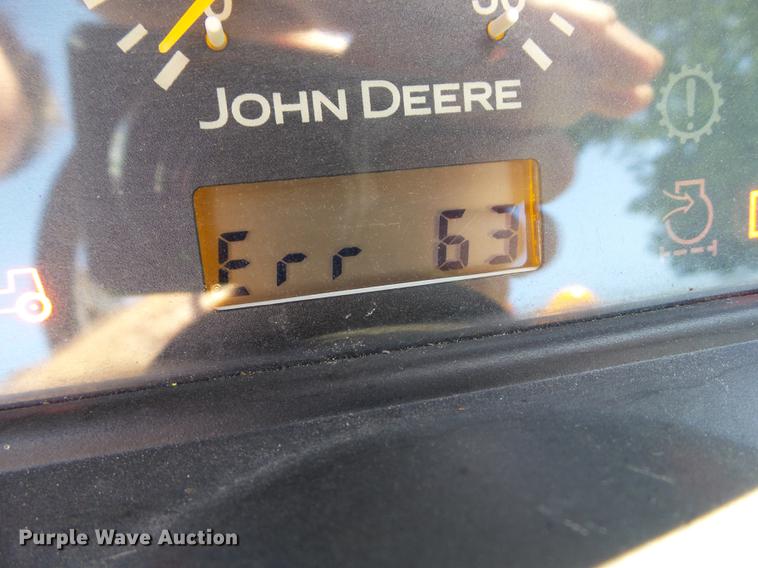 JOHN DEERE
Err 63
Purple Wave Auction